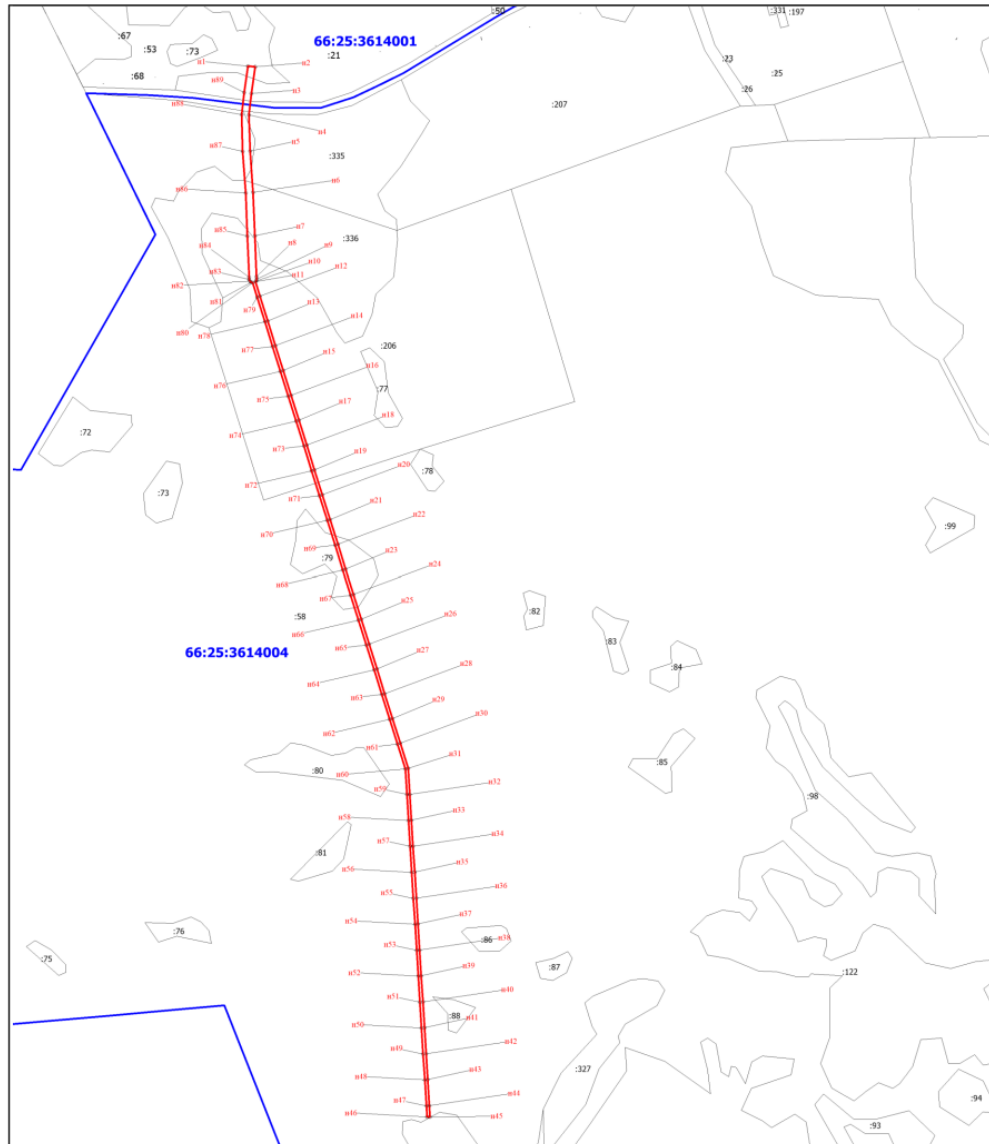 :50
:331 :197
:67
66:25:3614001
:53 :73
:21
:23
н1 н2
:68
:25
н89 н3
:26
н88
:207
н4
н87 н5
:335
н86 н6
н85 н7
:336
н84 н8 н9
н83 н10
н82 н11 н12
н81
н79 н13
н80 н14
н78
н77 :206
н15
н16
н76 :77
н75
н17
н74 н18
:72
н73
н19
н72 н20
:78
:73
н71
н21
н70 н22
:99
н69
:79 н23
н68 н24
н67
н25
:82
:58
н26
н66
:83
н65
66:25:3614004
н27
н64 н28
:84
н63
н29
н62 н30
н61
н31
:85
:80 н60
н32
н59
:98
н33
н58
н34
н57
:81
н35
н56
н36
н55
н54 н37
:76
н38
:86
н53
:75
н39
:87
н52
:122
н40
н51
:88 н41
н50
н42
н49
:327
н43
н48
:94
н44
н47
н46 н45
:93